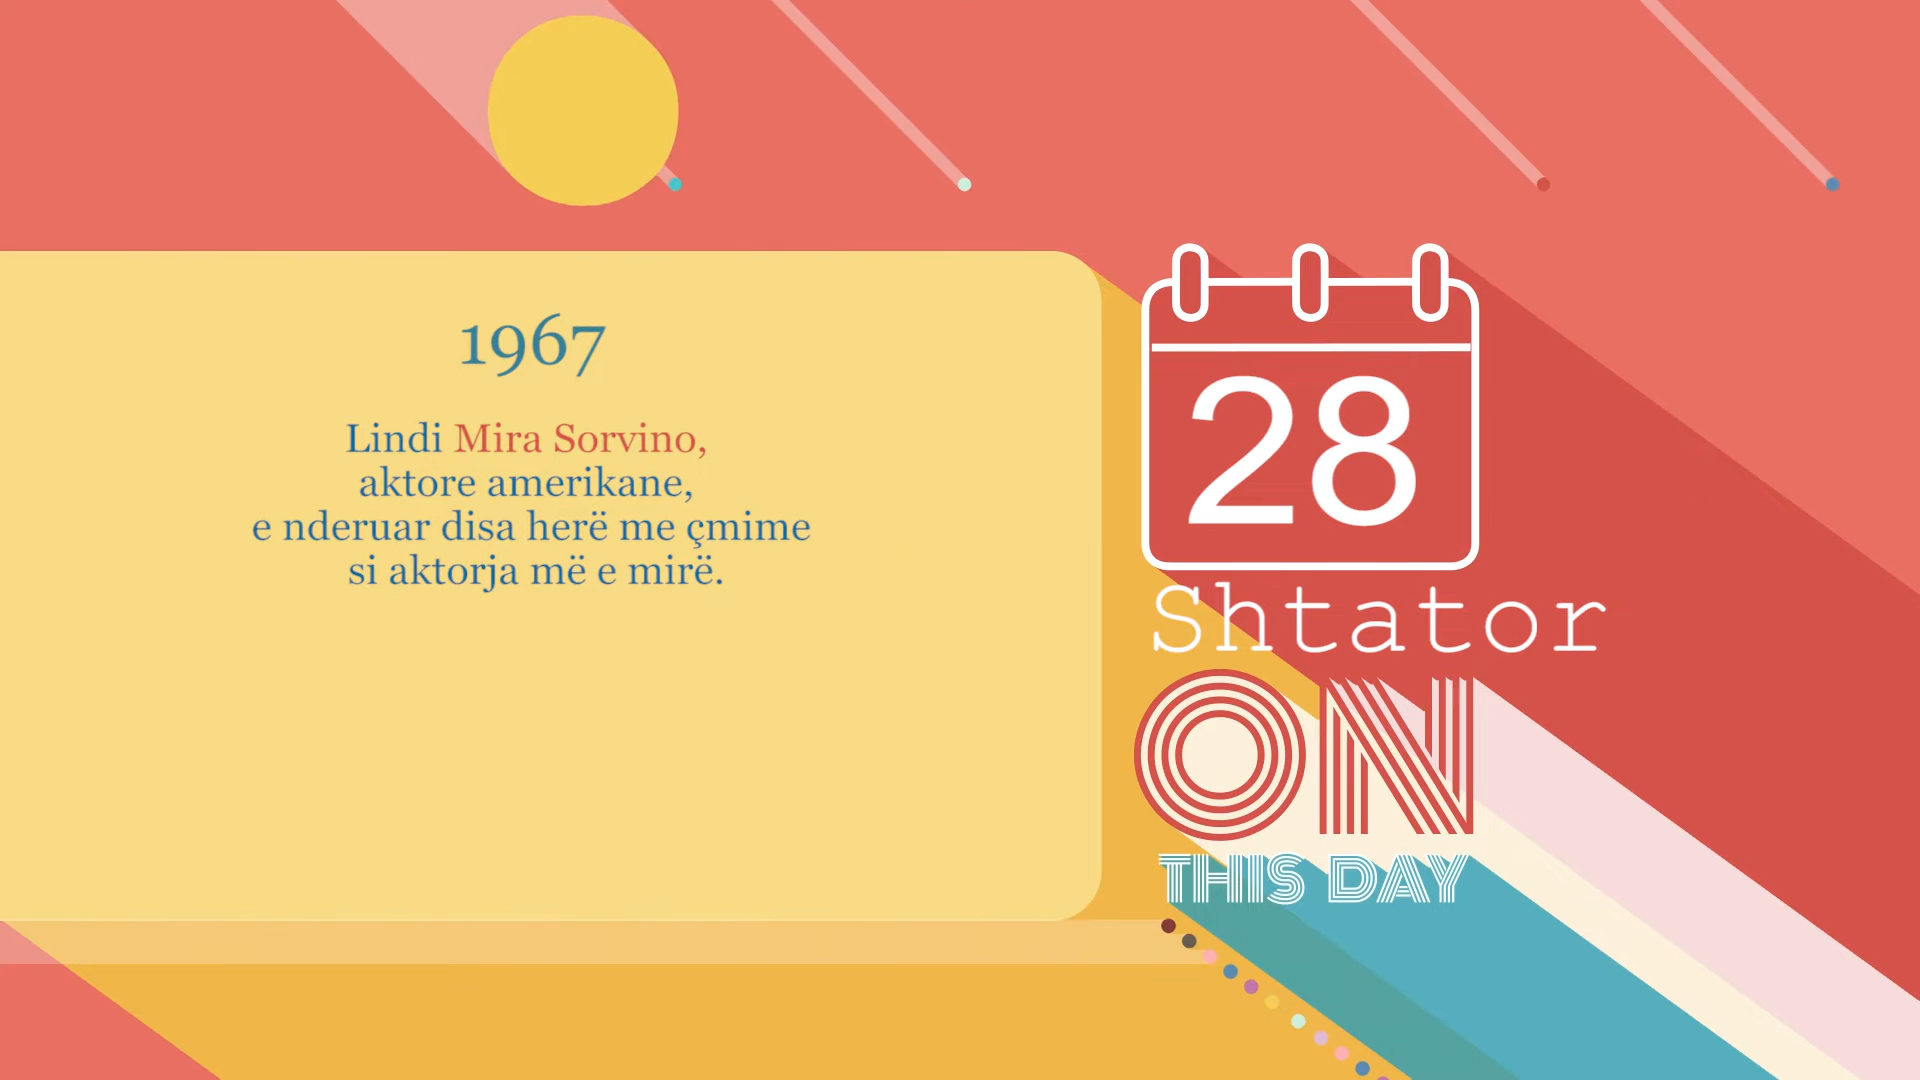 1967
Lindi Mira Sorvino,
aktore amerikane,
e nderuar disa herë me çmime
si aktorja më e mirë.
28
Shtator
ON
THIS DAY